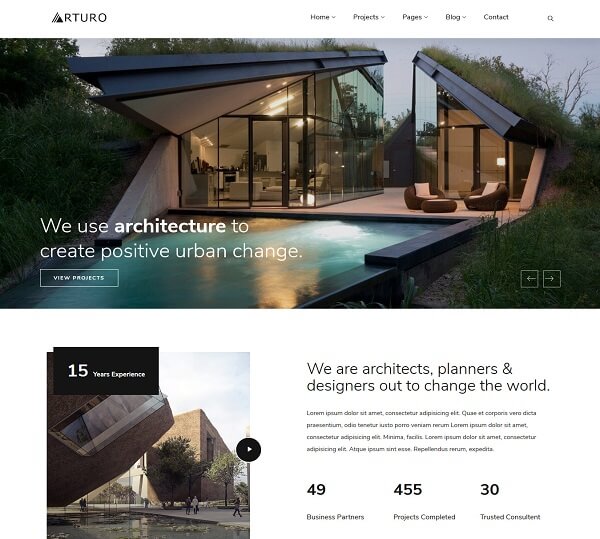 ARTURO
Home Projects Pages Blog Contact
We use architecture to
create positive urban change.
VIEW PROJECTS
15 Years Experience
We are architects, planners &
designers out to change the world.
Lorem ipsum dolor sit amet, consectetur adipisicing elit. Quae et corporis vero dicta
praesentium, odio tenetur iusto porro veniam rerum Lorem ipsum dolor sit amet,
consectetur adipisicing elit. Minima, facilis. Lorem ipsum dolor sit amet, consectetur
adipisicing elit. Atque ipsum sint esse. Repellendus rerum, expedita.
49 455 30
Business Partners Projects Completed Trusted Consultent